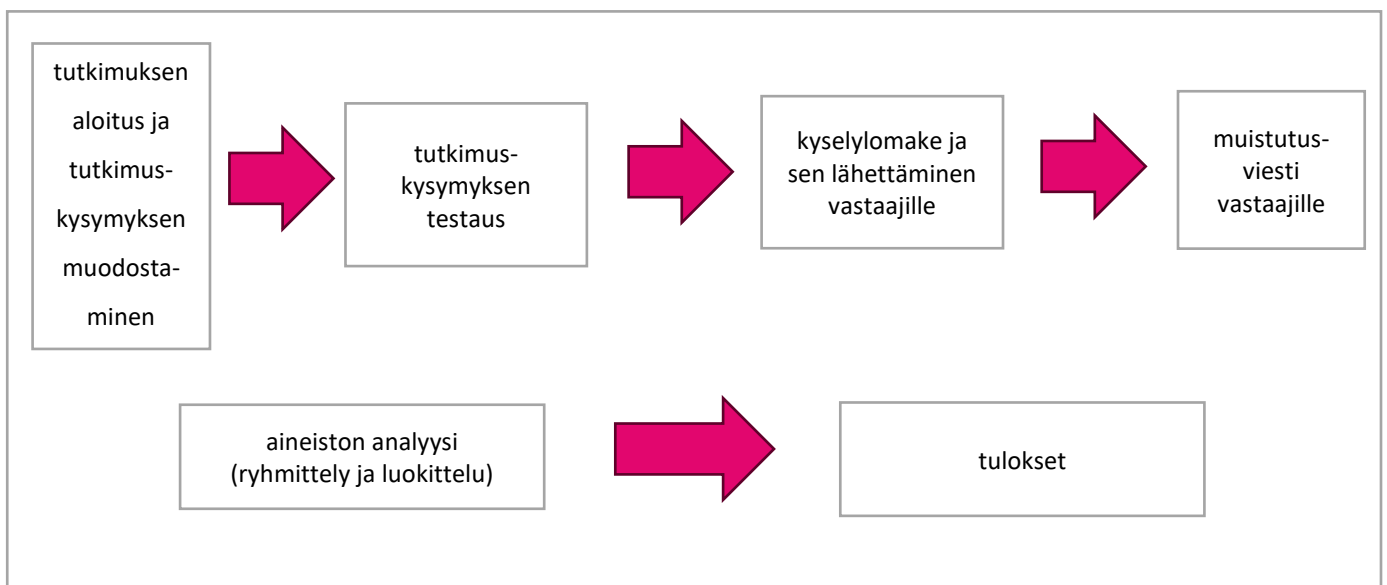 tutkimuksen
aloitus ja
tutkimus-
kysymyksen
muodosta-
minen
tutkimus-
kysymyksen
testaus
kyselylomake ja
sen lähettäminen
vastaajille
muistutus-
viesti
vastaajille
aineiston analyysi
(ryhmittely ja luokittelu)
tulokset